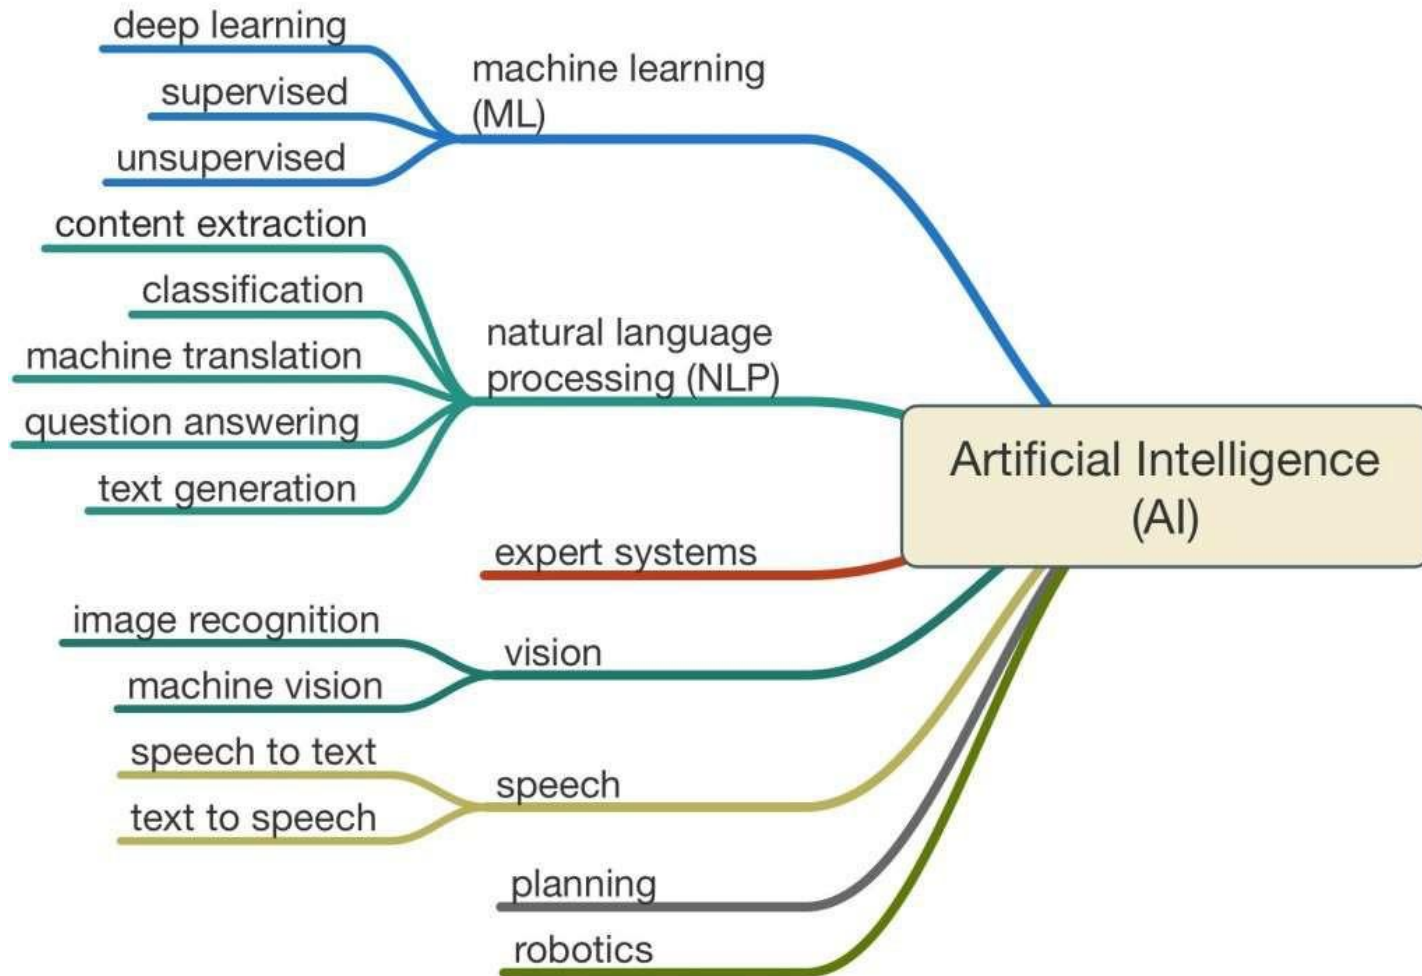 deep learning
supervised
unsupervised
machine learning
(ML)
content extraction
classification
machine translation
question answering
text generation
natural language
processing (NLP)
expert systems
image recognition
machine vision
vision
speech to text
text to speech
speech
planning
robotics
Artificial Intelligence
(AI)